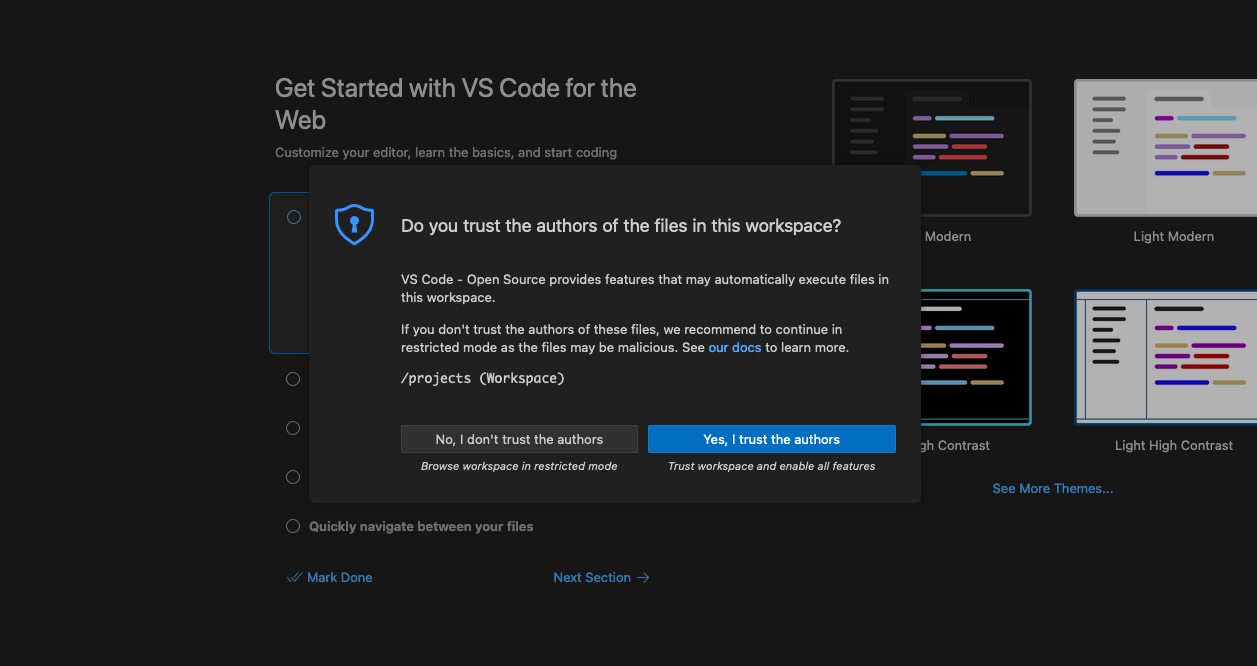 Get Started with VS Code for the
Web
Customize your editor, learn the basics, and start coding
Do you trust the authors of the files in this workspace?
VS Code - Open Source provides features that may automatically execute files in
this workspace.
If you don't trust the authors of these files, we recommend to continue in
restricted mode as the files may be malicious. See our docs to learn more.
/projects (Workspace)
No, I don't trust the authors
Yes, I trust the authors
Browse workspace in restricted mode
Trust workspace and enable all features
Modern
Light Modern
Contrast
Light High Contrast
See More Themes...
Quickly navigate between your files
Mark Done
Next Section